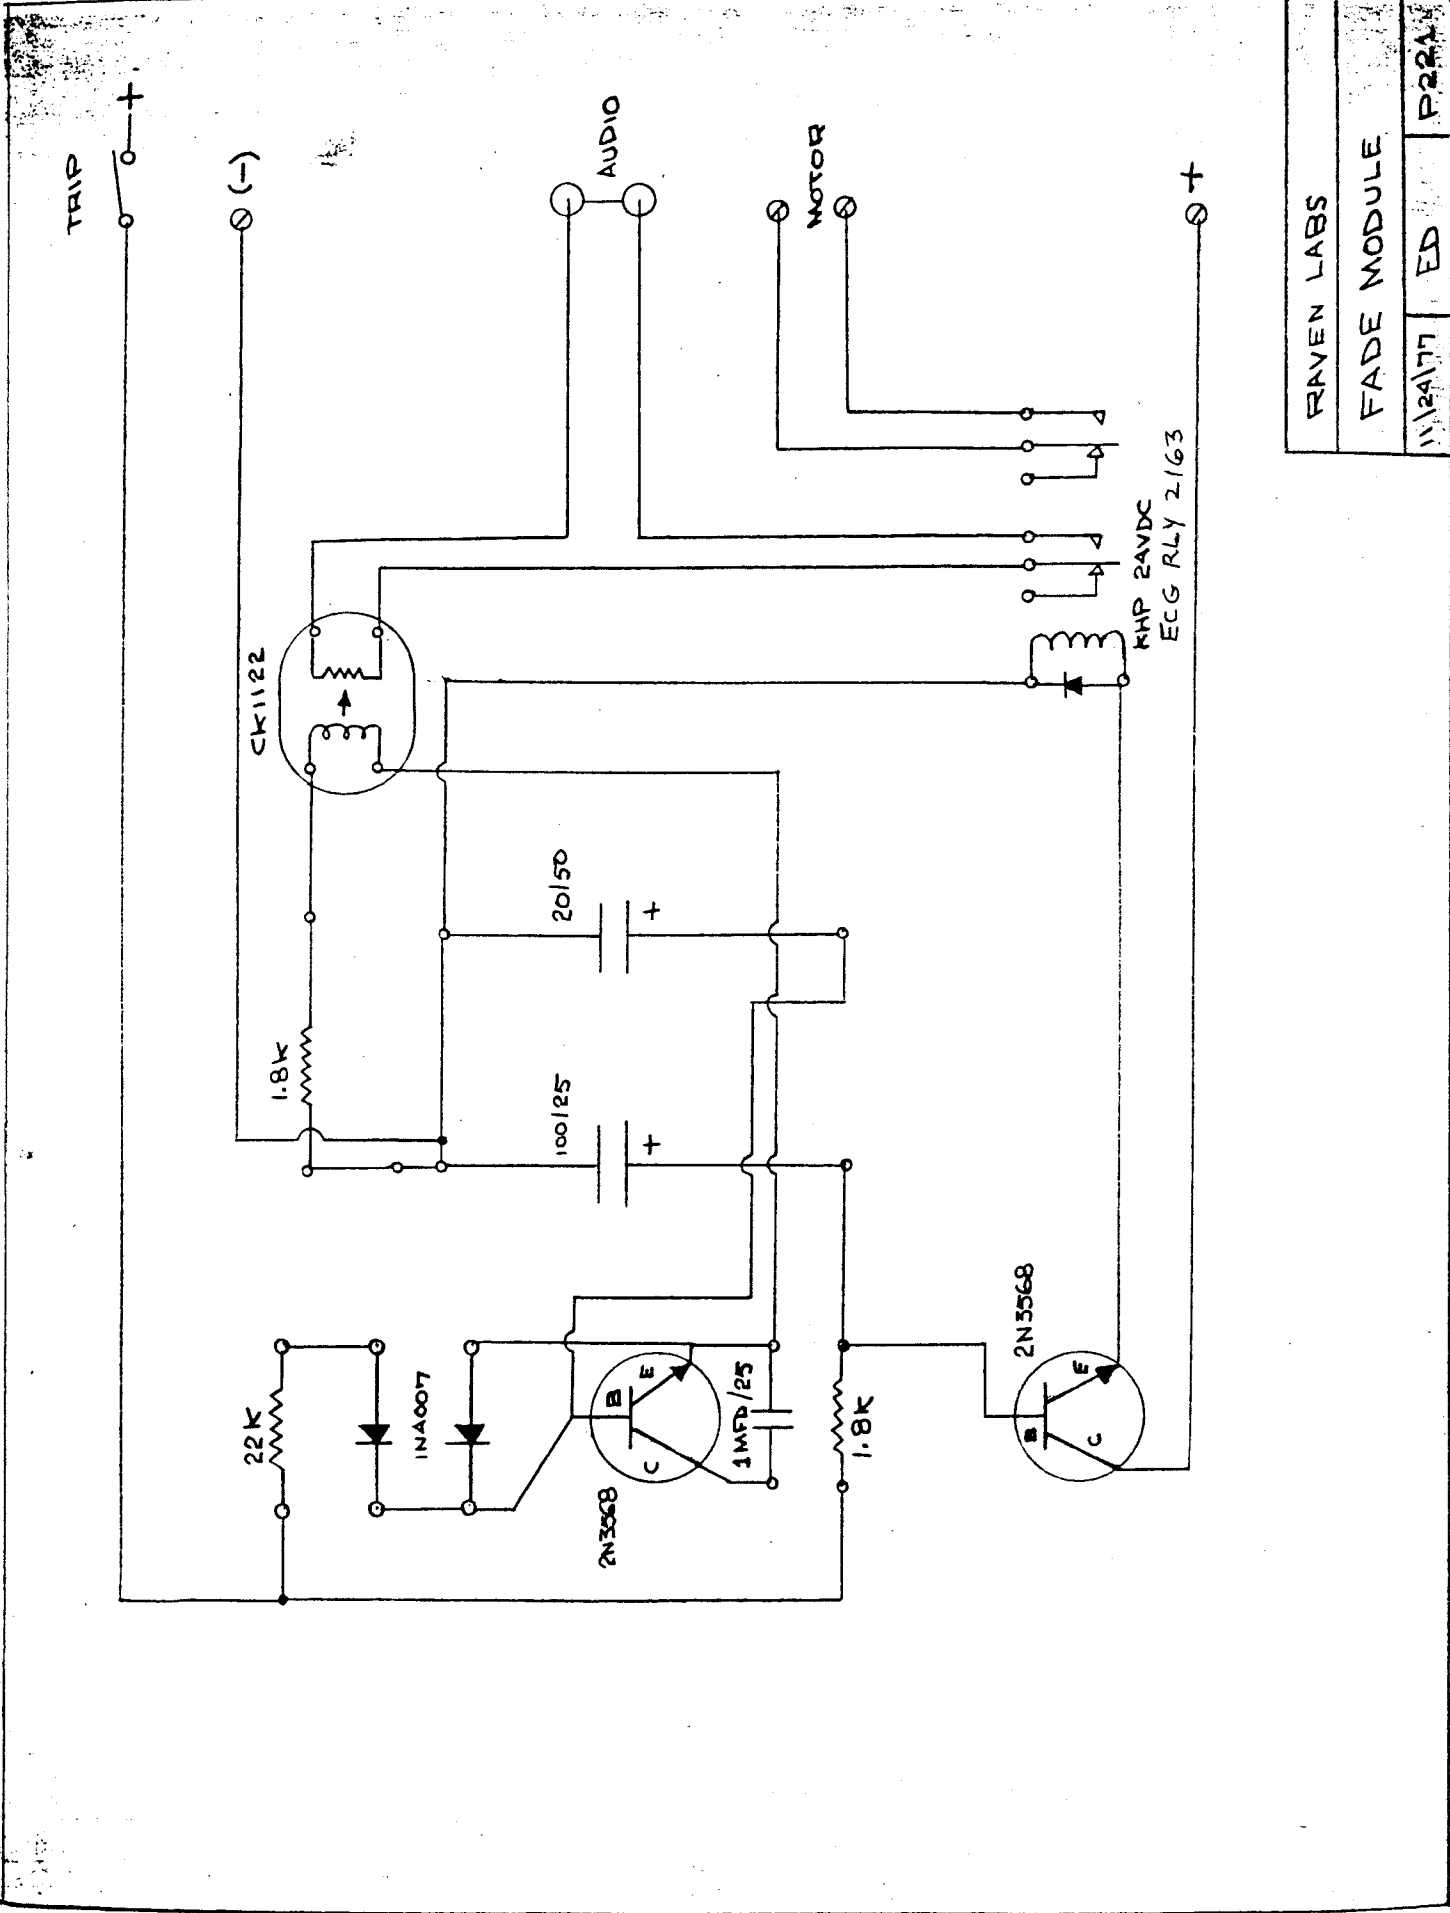 TRIP
+
(-)
AUDIO
MOTOR
+
CK1122
1.8K
20/50
+
100/25
+
KHP 24VDC
ECG RLY 2163
22K
1N4007
B
E
C
2N3568
1MFD/25
1.8K
2N3568
B
E
C
RAVEN LABS
FADE MODULE
11/24/77
ED